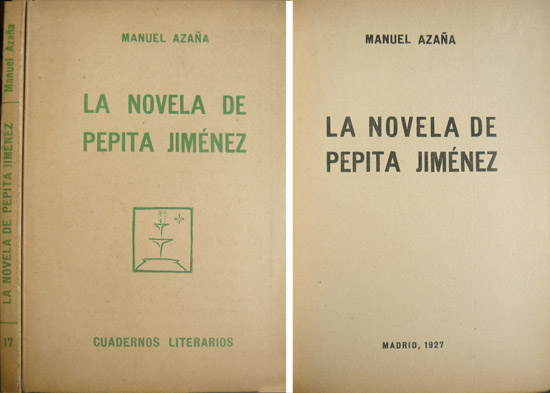 17 LA NOVELA DE PEPITA JIMÉNEZ Manuel Azaña
MANUEL AZAÑA
LA NOVELA DE
PEPITA JIMÉNEZ
CUADERNOS LITERARIOS
MANUEL AZAÑA
LA NOVELA DE
PEPITA JIMÉNEZ
MADRID, 1927